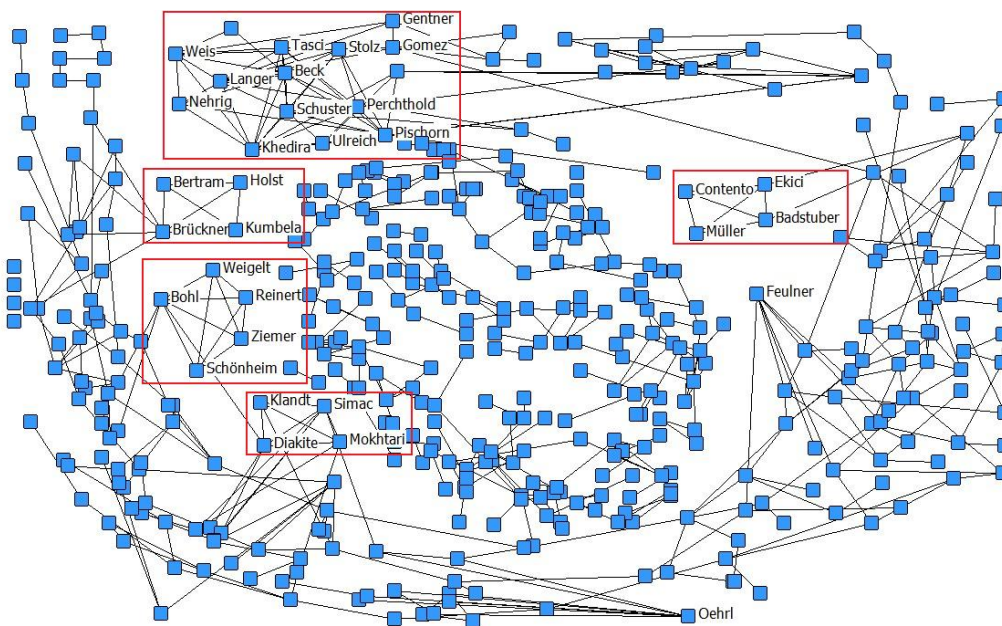 Gentner
Weis
Tasci
Stolz
Gomez
Langer
Beck
Nehrig
Schuster
Perchthold
Khedira
Ulreich
Pischorn
Bertram
Holst
Brückner
Kumbela
Contento
Ekici
Müller
Badstuber
Weigelt
Bohl
Reinert
Ziemer
Schönheim
Feulner
Klandt
Simac
Diakite
Mokhtari
Oehrl